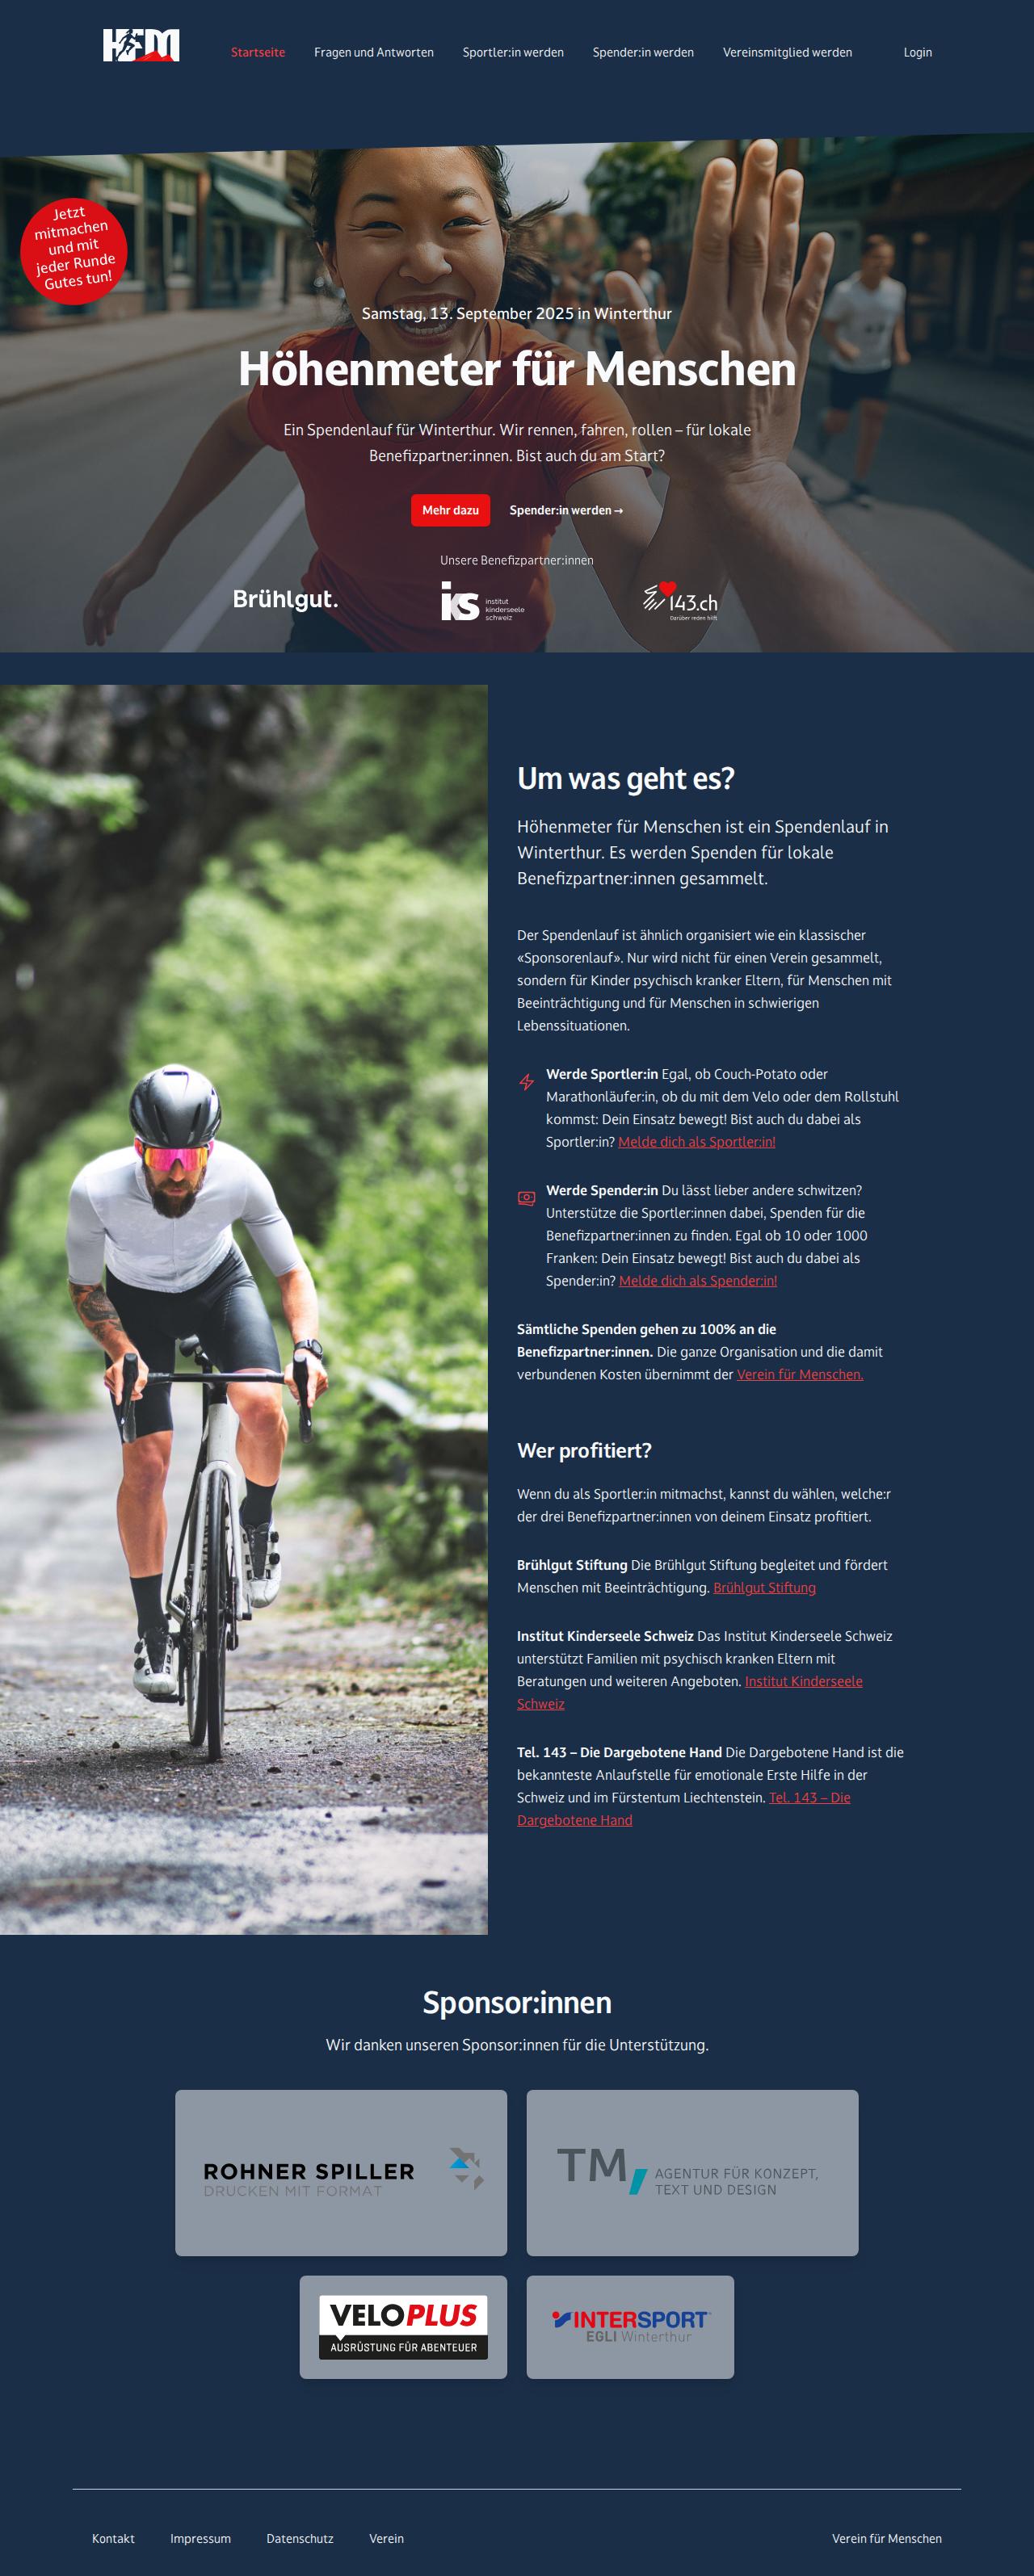 HFM
Startseite
Fragen und Antworten
Sportler:in werden
Spender:in werden
Vereinsmitglied werden
Login
Jetzt
mitmachen
und mit
jeder Runde
Gutes tun!
Samstag, 13. September 2025 in Winterthur
Höhenmeter für Menschen
Ein Spendenlauf für Winterthur. Wir rennen, fahren, rollen – für lokale
Benefizpartner:innen. Bist auch du am Start?
Mehr dazu
Spender:in werden →
Unsere Benefizpartner:innen
Brühlgut.
iks
institut
kinderseele
schweiz
143.ch
Darüber reden hilft.
Um was geht es?
Höhenmeter für Menschen ist ein Spendenlauf in
Winterthur. Es werden Spenden für lokale
Benefizpartner:innen gesammelt.
Der Spendenlauf ist ähnlich organisiert wie ein klassischer
«Sponsorenlauf». Nur wird nicht für einen Verein gesammelt,
sondern für Kinder psychisch kranker Eltern, für Menschen mit
Beeinträchtigung und für Menschen in schwierigen
Lebenssituationen.
Werde Sportler:in Egal, ob Couch-Potato oder
Marathonläufer:in, ob du mit dem Velo oder dem Rollstuhl
kommst: Dein Einsatz bewegt! Bist auch du dabei als
Sportler:in? Melde dich als Sportler:in!
Werde Spender:in Du lässt lieber andere schwitzen?
Unterstütze die Sportler:innen dabei, Spenden für die
Benefizpartner:innen zu finden. Egal ob 10 oder 1000
Franken: Dein Einsatz bewegt! Bist auch du dabei als
Spender:in? Melde dich als Spender:in!
Sämtliche Spenden gehen zu 100% an die
Benefizpartner:innen. Die ganze Organisation und die damit
verbundenen Kosten übernimmt der Verein für Menschen.
Wer profitiert?
Wenn du als Sportler:in mitmachst, kannst du wählen, welche:r
der drei Benefizpartner:innen von deinem Einsatz profitiert.
Brühlgut Stiftung Die Brühlgut Stiftung begleitet und fördert
Menschen mit Beeinträchtigung. Brühlgut Stiftung
Institut Kinderseele Schweiz Das Institut Kinderseele Schweiz
unterstützt Familien mit psychisch kranken Eltern mit
Beratungen und weiteren Angeboten. Institut Kinderseele
Schweiz
Tel. 143 – Die Dargebotene Hand Die Dargebotene Hand ist die
bekannteste Anlaufstelle für emotionale Erste Hilfe in der
Schweiz und im Fürstentum Liechtenstein. Tel. 143 – Die
Dargebotene Hand
Sponsor:innen
Wir danken unseren Sponsor:innen für die Unterstützung.
ROHNER SPILLER
DRUCKEN MIT FORMAT
TM
AGENTUR FÜR KONZEPT,
TEXT UND DESIGN
VELOPLUS
AUSRÜSTUNG FÜR ABENTEUER
INTERSPORT
EGLI Winterthur
Kontakt
Impressum
Datenschutz
Verein
Verein für Menschen